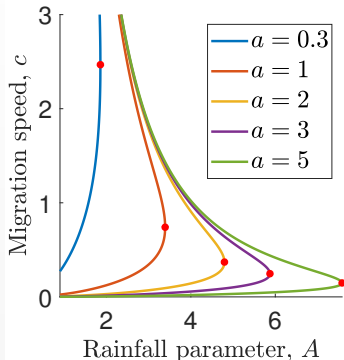 3
2
1
0
2
4
6
Migration speed, c
Rainfall parameter, A
a = 0.3
a = 1
a = 2
a = 3
a = 5